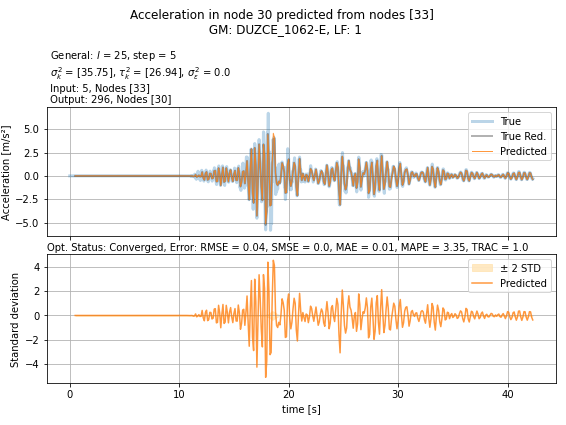 Acceleration in node 30 predicted from nodes [33]
GM: DUZCE_1062-E, LF: 1
General: l = 25, step = 5
σ²ₖ = [35.75], τ²ₖ = [26.94], σ²ε = 0.0
Input: 5, Nodes [33]
Output: 296, Nodes [30]
Acceleration [m/s²]
5.0
2.5
0.0
−2.5
−5.0
True
True Red.
Predicted
Opt. Status: Converged, Error: RMSE = 0.04, SMSE = 0.0, MAE = 0.01, MAPE = 3.35, TRAC = 1.0
Standard deviation
4
2
0
−2
−4
± 2 STD
Predicted
0 10 20 30 40
time [s]